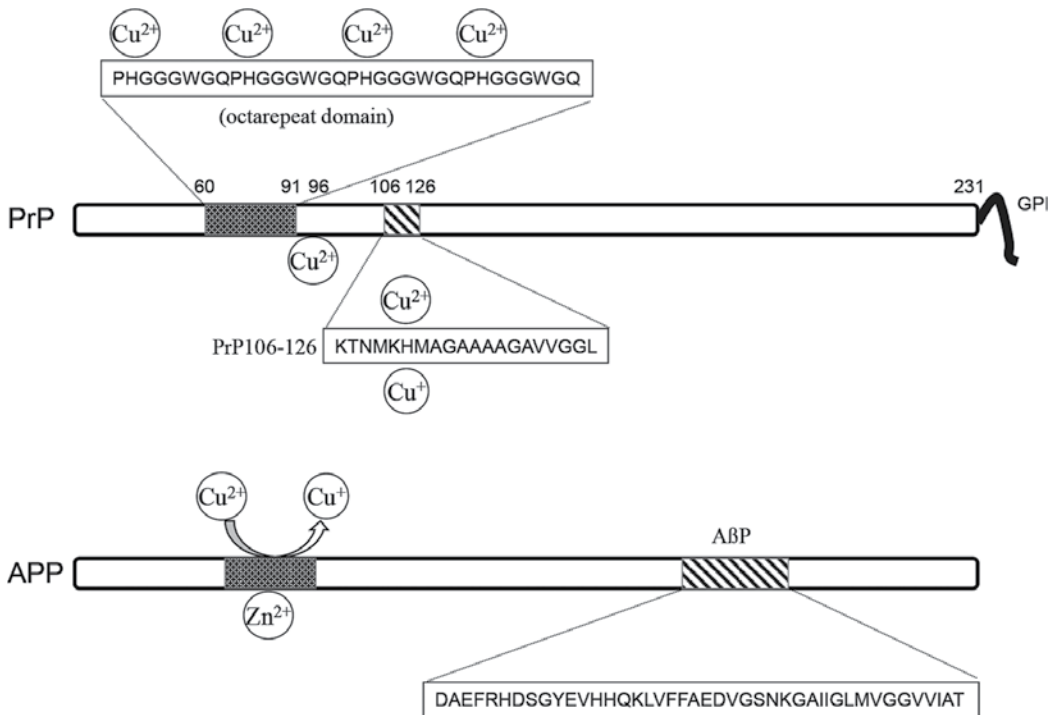 Cu²⁺ Cu²⁺ Cu²⁺ Cu²⁺
PHGGGWGQPHGGGWGQPHGGGWGQPHGGGWGQ
(octarepeat domain)
60 91 96 106 126 231
PrP
GPI
Cu²⁺
Cu²⁺
PrP106-126
KTNMKHMAGAAAAGAVVGGL
Cu⁺
Cu²⁺ Cu⁺
AßP
APP
Zn²⁺
DAEFRHDSGYEVHHQKLVFFAEDVGSNKGAIIGLMVGGVVIAT